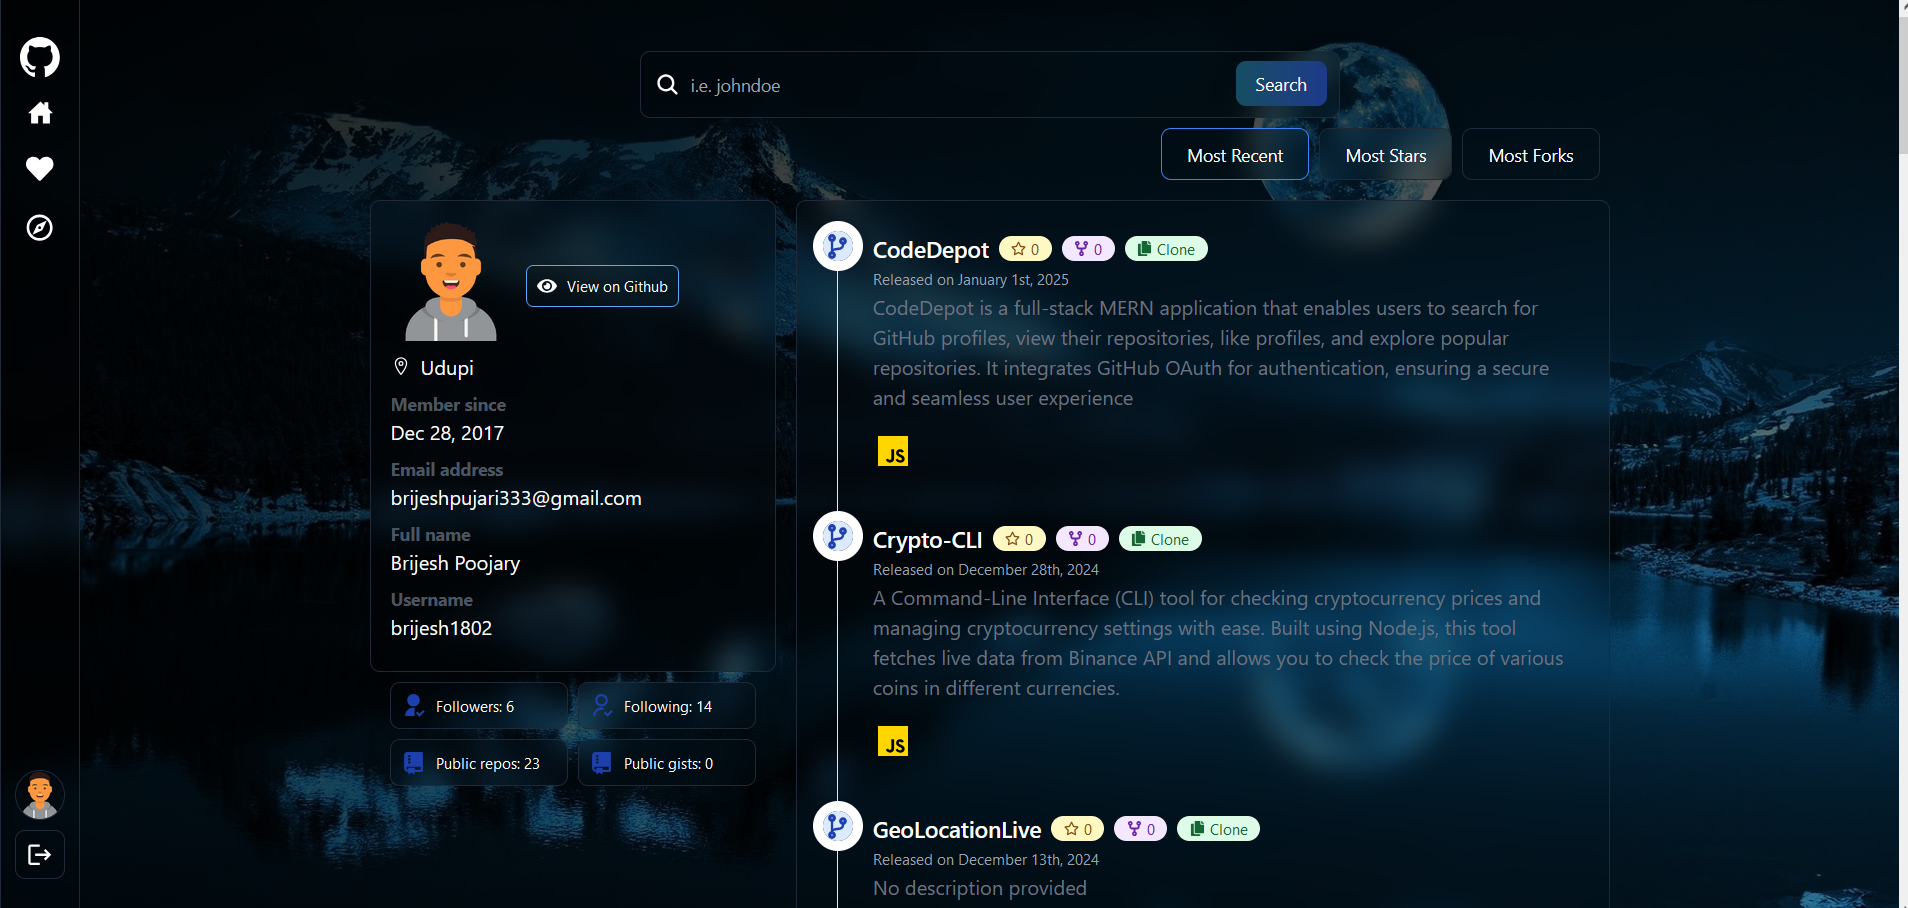 i.e. johndoe
Search
Most Recent
Most Stars
Most Forks
View on Github
Udupi
Member since
Dec 28, 2017
Email address
brijeshpujari333@gmail.com
Full name
Brijesh Poojary
Username
brijesh1802
Followers: 6
Following: 14
Public repos: 23
Public gists: 0
CodeDepot 0 0 Clone
Released on January 1st, 2025
CodeDepot is a full-stack MERN application that enables users to search for
GitHub profiles, view their repositories, like profiles, and explore popular
repositories. It integrates GitHub OAuth for authentication, ensuring a secure
and seamless user experience
JS
Crypto-CLI 0 0 Clone
Released on December 28th, 2024
A Command-Line Interface (CLI) tool for checking cryptocurrency prices and
managing cryptocurrency settings with ease. Built using Node.js, this tool
fetches live data from Binance API and allows you to check the price of various
coins in different currencies.
JS
GeoLocationLive 0 0 Clone
Released on December 13th, 2024
No description provided